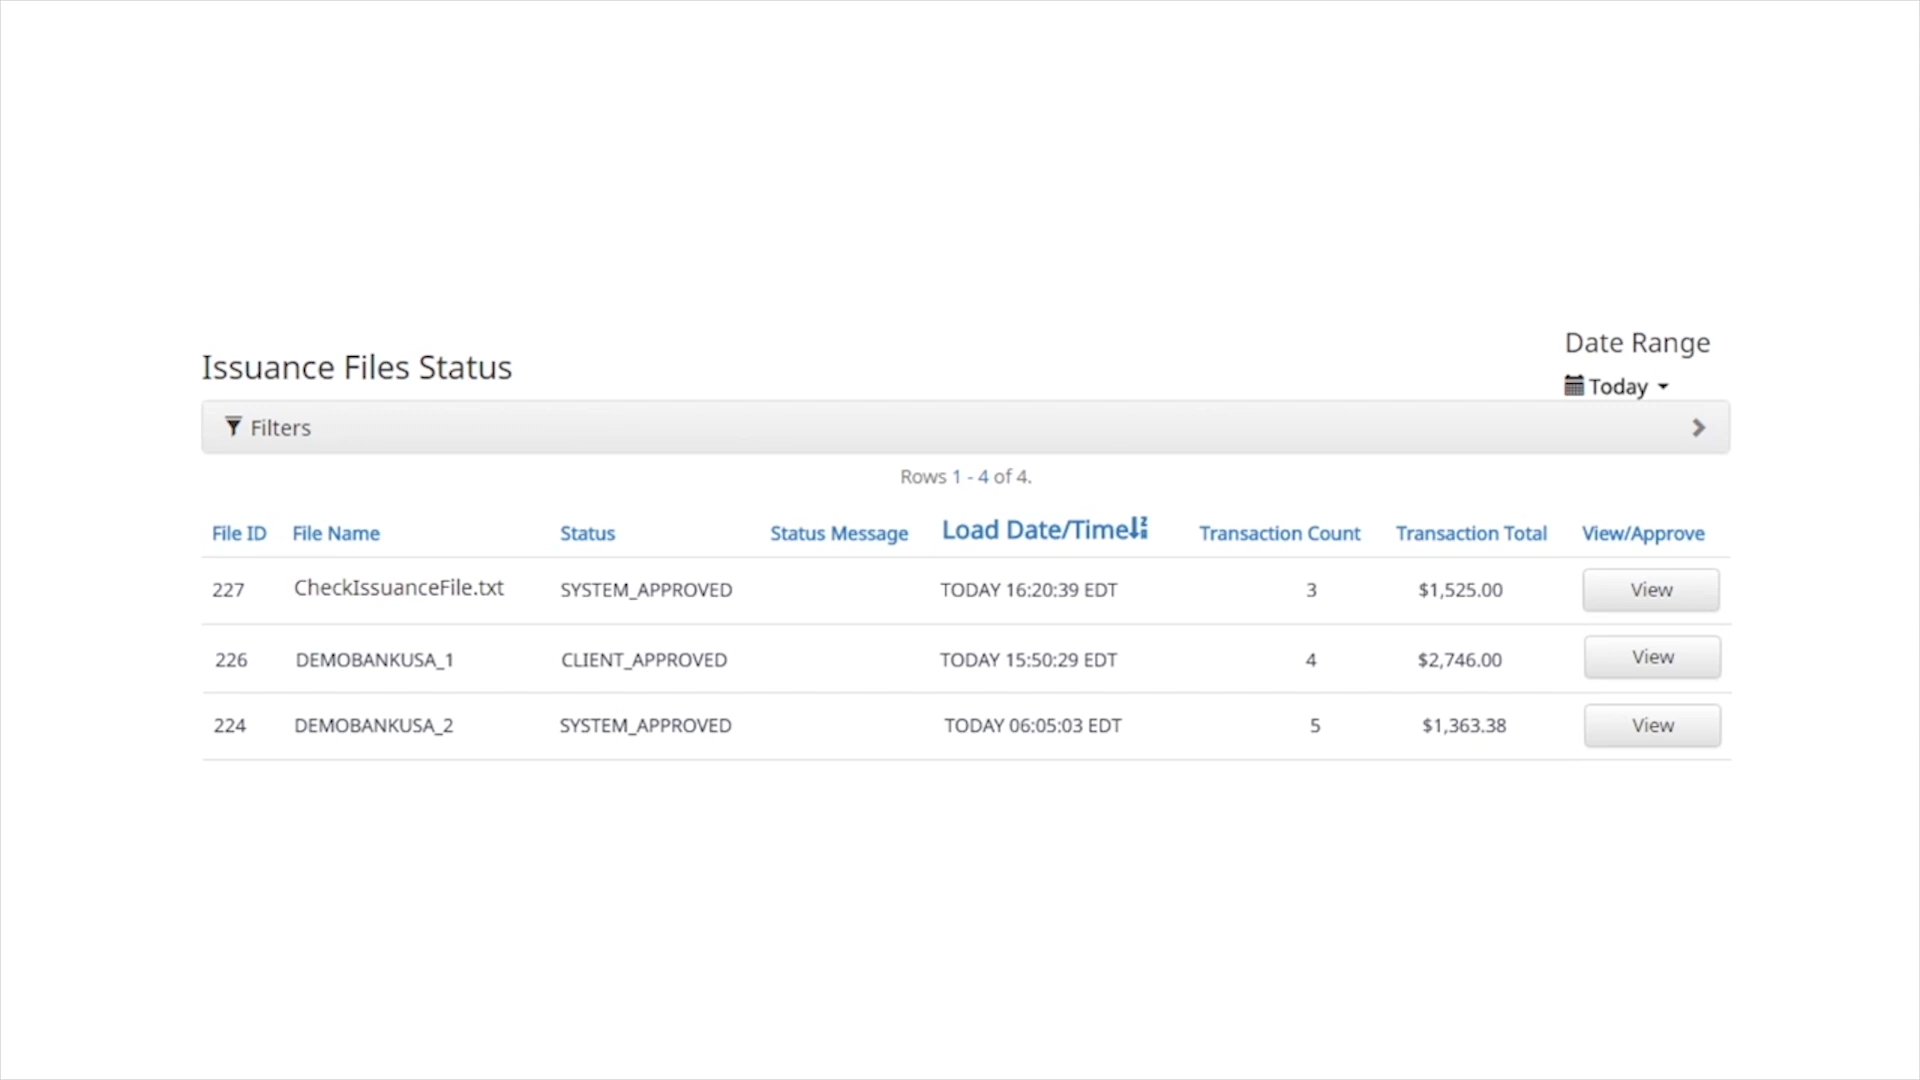 Issuance Files Status
Date Range
Today
Filters
Rows 1 - 4 of 4.
File ID File Name Status Status Message Load Date/Time Transaction Count Transaction Total View/Approve
227 CheckIssuanceFile.txt SYSTEM_APPROVED TODAY 16:20:39 EDT 3 $1,525.00 View
226 DEMOBANKUSA_1 CLIENT_APPROVED TODAY 15:50:29 EDT 4 $2,746.00 View
224 DEMOBANKUSA_2 SYSTEM_APPROVED TODAY 06:05:03 EDT 5 $1,363.38 View